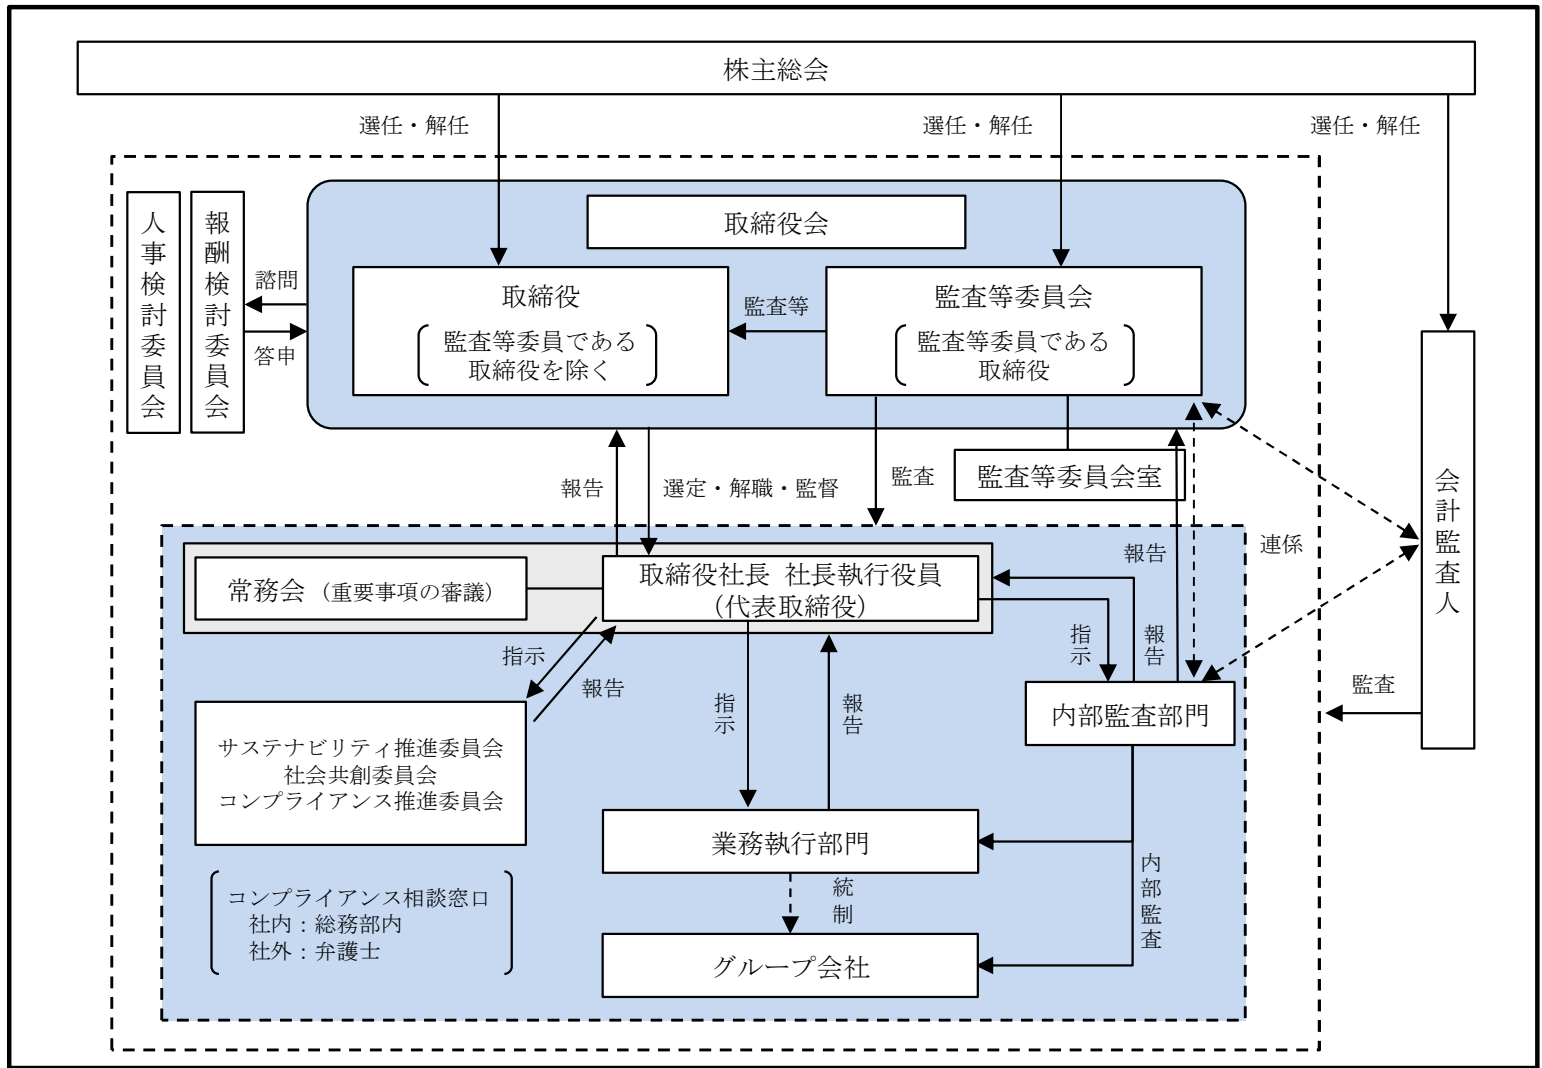 株主総会
選任・解任
選任・解任
選任・解任
取締役会
人事検討委員会
報酬検討委員会
諮問
答申
取締役
監査等委員である
取締役を除く
監査等
監査等委員会
監査等委員である
取締役
報告
選定・解職・監督
監査
監査等委員会室
会計監査人
連係
報告
常務会（重要事項の審議）
取締役社長 社長執行役員
（代表取締役）
指示
報告
指示
報告
指示
報告
内部監査部門
監査
サステナビリティ推進委員会
社会共創委員会
コンプライアンス推進委員会
業務執行部門
統制
内部監査
コンプライアンス相談窓口
社内：総務部内
社外：弁護士
グループ会社